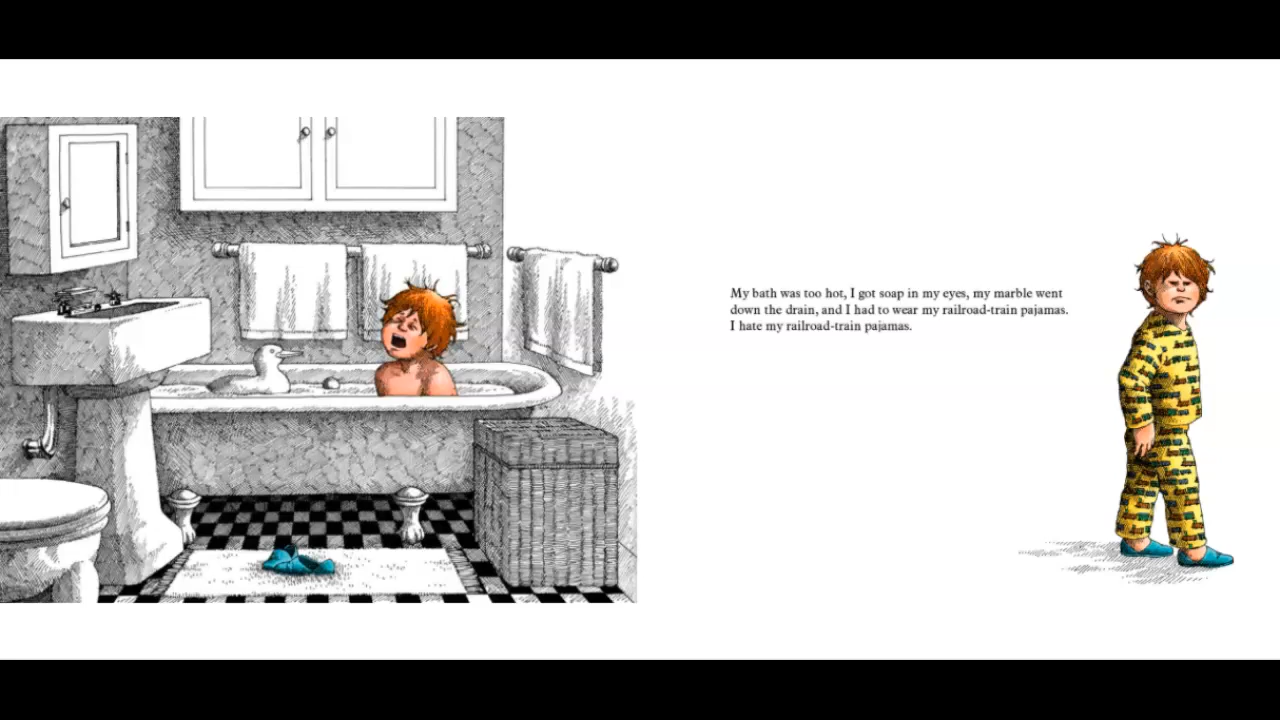 My bath was too hot, I got soap in my eyes, my marble went
down the drain, and I had to wear my railroad-train pajamas.
I hate my railroad-train pajamas.